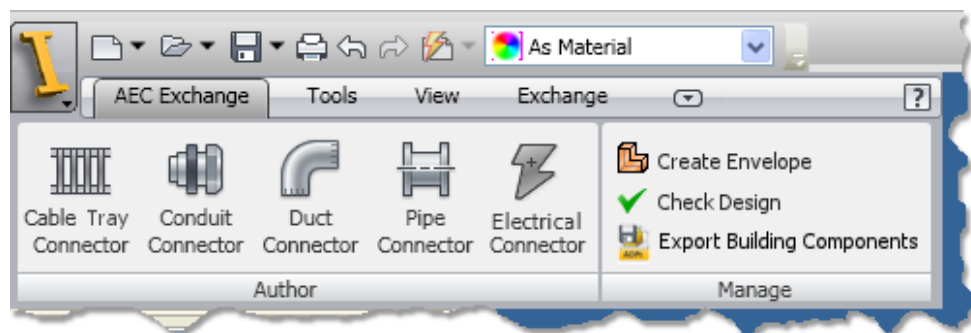 As Material
AEC Exchange Tools View Exchange ?
Cable Tray Connector
Conduit Connector
Duct Connector
Pipe Connector
Electrical Connector
Create Envelope
Check Design
Export Building Components
Author
Manage